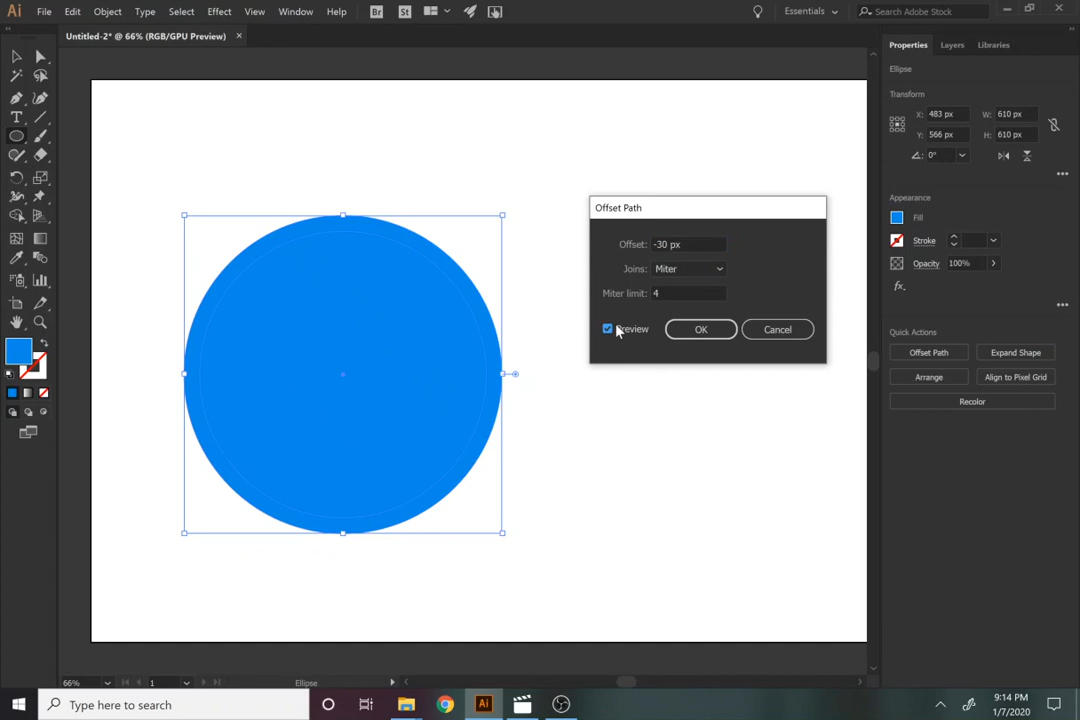 Ai File Edit Object Type Select Effect View Window Help Br St Essentials Search Adobe Stock
Untitled-2* @ 66% (RGB/GPU Preview) ×
Properties Layers Libraries
Ellipse
Transform
X: 483 px W: 610 px
Y: 566 px H: 610 px
0°
Appearance
Fill
Stroke
Opacity 100%
fx.
Quick Actions
Offset Path Expand Shape
Arrange Align to Pixel Grid
Recolor
Offset Path
Offset: -30 px
Joins: Miter
Miter limit: 4
Preview OK Cancel
66% 1 Ellipse
Type here to search
Ai
9:14 PM
1/7/2020